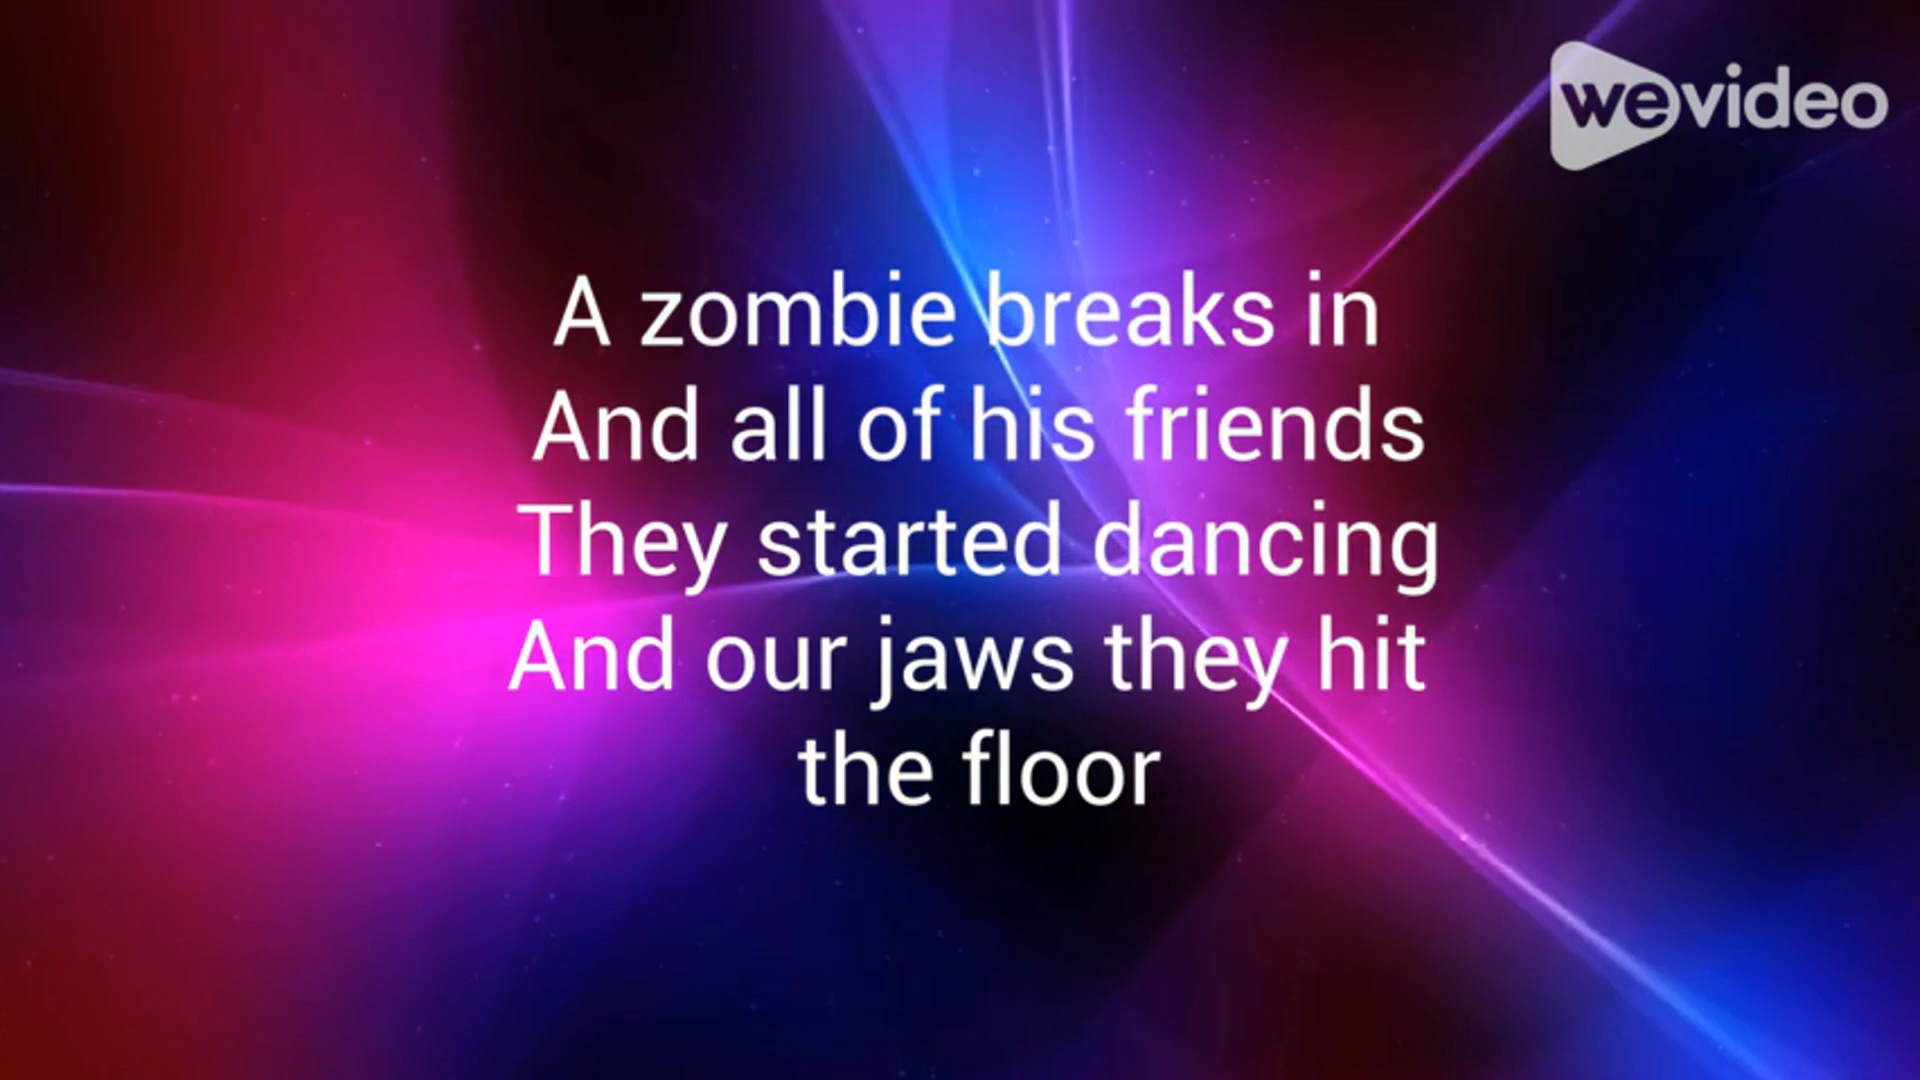 wevideo
A zombie breaks in
And all of his friends
They started dancing
And our jaws they hit
the floor